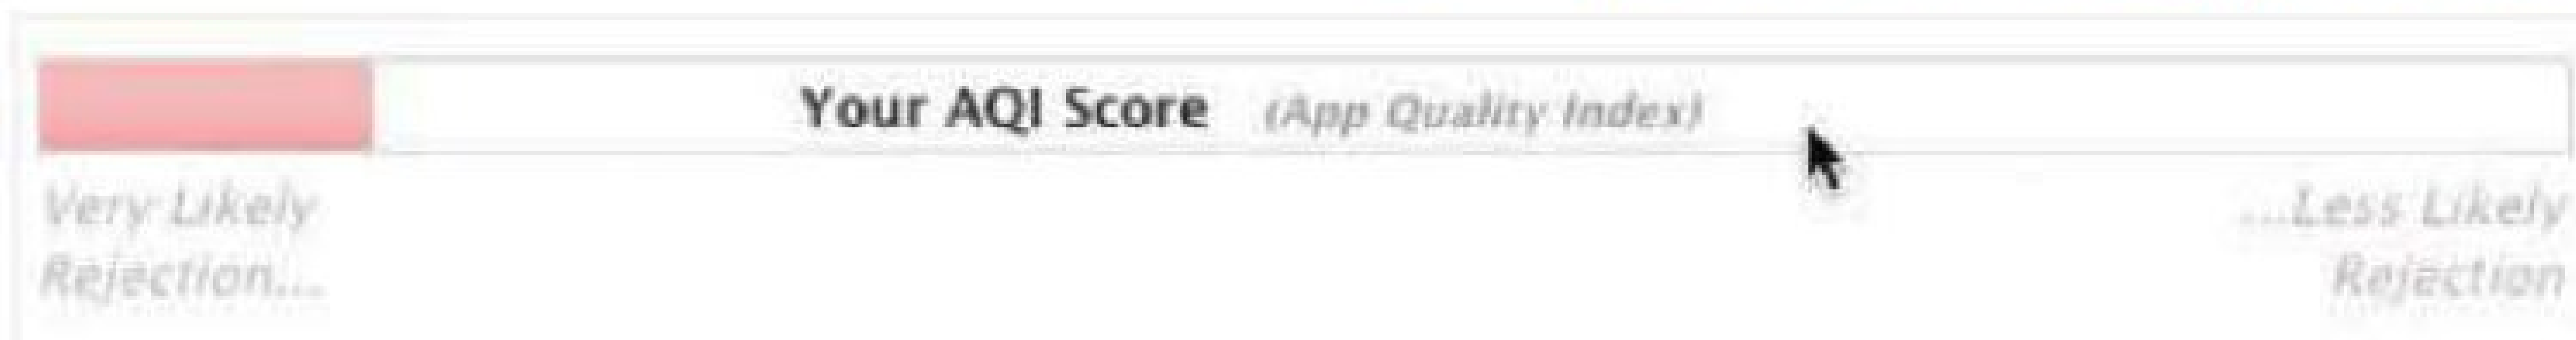 Your AQI Score (App Quality Index)
Very Likely ...Less Likely
Rejection... Rejection